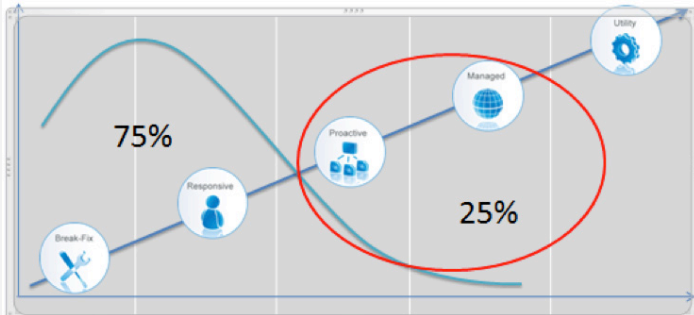 Utility
Managed
Proactive
75%
Responsive
25%
Break-Fix